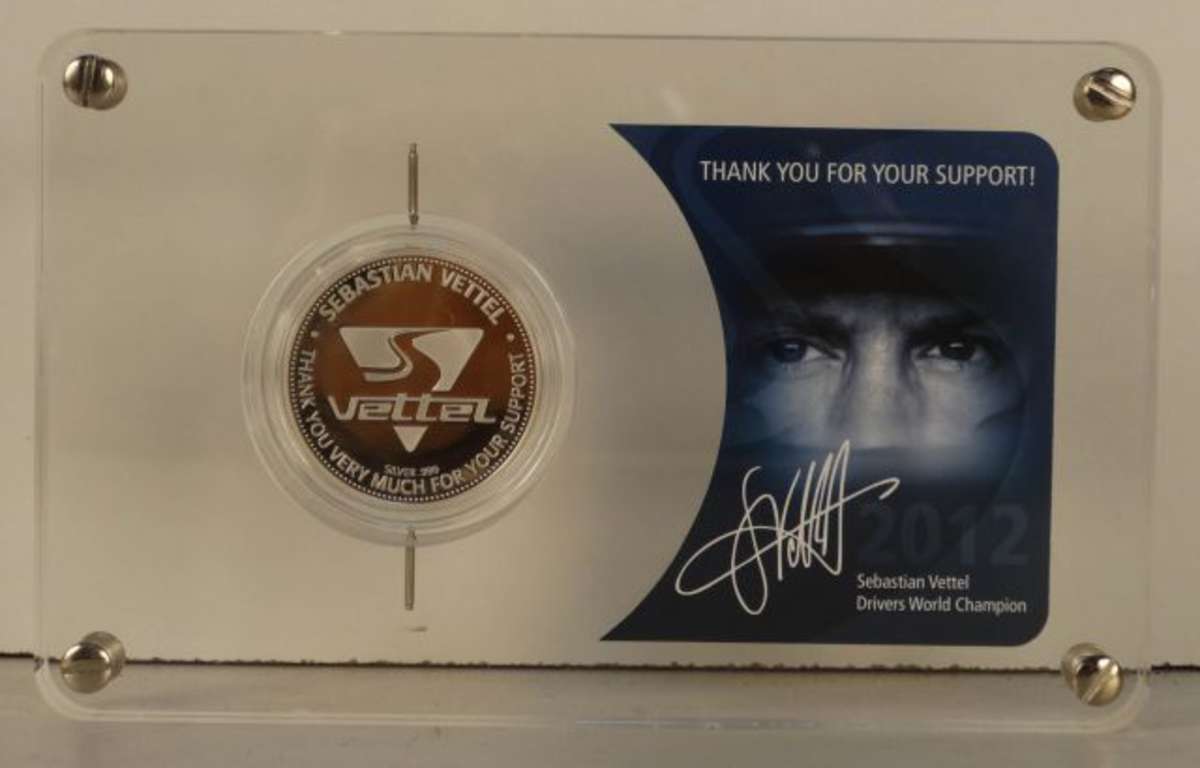 SEBASTIAN VETTEL
Vettel
SILVER 999
THANK YOU VERY MUCH FOR YOUR SUPPORT
THANK YOU FOR YOUR SUPPORT!
2012
Sebastian Vettel
Drivers World Champion